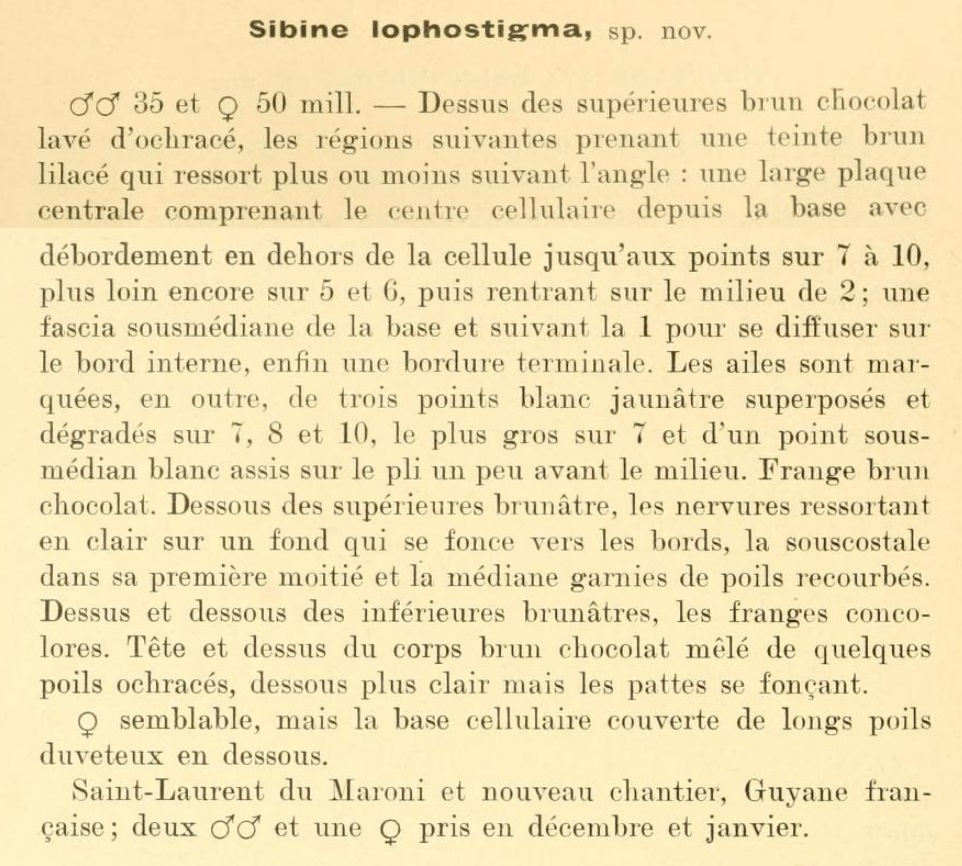 Sibine lophostigma, sp. nov.
♂♂ 35 et ♀ 50 mill. — Dessus des supérieures brun chocolat
lavé d'ochracé, les régions suivantes prenant une teinte brun
lilacé qui ressort plus ou moins suivant l'angle : une large plaque
centrale comprenant le centre cellulaire depuis la base avec
débordement en dehors de la cellule jusqu'aux points sur 7 à 10,
plus loin encore sur 5 et 6, puis rentrant sur le milieu de 2 ; une
fascia sousmédiane de la base et suivant la 1 pour se diffuser sur
le bord interne, enfin une bordure terminale. Les ailes sont mar-
quées, en outre, de trois points blanc jaunâtre superposés et
dégradés sur 7, 8 et 10, le plus gros sur 7 et d'un point sous-
médian blanc assis sur le pli un peu avant le milieu. Frange brun
chocolat. Dessous des supérieures brunâtre, les nervures ressortant
en clair sur un fond qui se fonce vers les bords, la souscostale
dans sa première moitié et la médiane garnies de poils recourbés.
Dessus et dessous des inférieures brunâtres, les franges conco-
lores. Tête et dessus du corps brun chocolat mêlé de quelques
poils ochracés, dessous plus clair mais les pattes se fonçant.
♀ semblable, mais la base cellulaire couverte de longs poils
duveteux en dessous.
Saint-Laurent du Maroni et nouveau chantier, Guyane fran-
çaise ; deux ♂♂ et une ♀ pris en décembre et janvier.